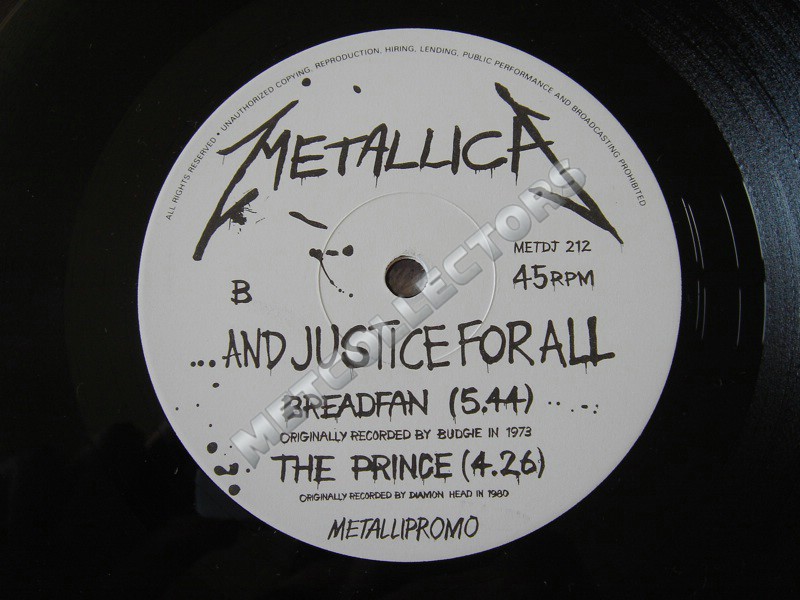 ALL RIGHTS RESERVED • UNAUTHORIZED COPYING, REPRODUCTION, HIRING, LENDING, PUBLIC PERFORMANCE AND BROADCASTING PROHIBITED
METALLICA
METDJ 212
B
45RPM
...AND JUSTICE FOR ALL
BREADFAN (5.44)
ORIGINALLY RECORDED BY BUDGIE IN 1973
THE PRINCE (4.26)
ORIGINALLY RECORDED BY DIAMON HEAD IN 1980
METALLIPROMO
METCOLLECTORS